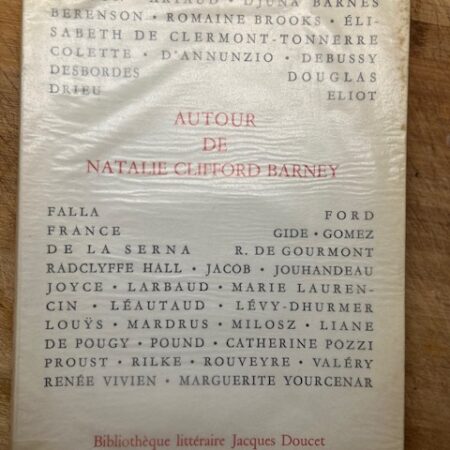 ARTAUD · DJUNA BARNES
BERENSON · ROMAINE BROOKS · ÉLI-
SABETH DE CLERMONT-TONNERRE
COLETTE · D'ANNUNZIO · DEBUSSY
DESBORDES DOUGLAS
DRIEU ELIOT
AUTOUR
DE
NATALIE CLIFFORD BARNEY
FALLA FORD
FRANCE GIDE · GOMEZ
DE LA SERNA R. DE GOURMONT
RADCLYFFE HALL · JACOB · JOUHANDEAU
JOYCE · LARBAUD · MARIE LAUREN-
CIN · LÉAUTAUD · LÉVY-DHURMER
LOUŸS · MARDRUS · MILOSZ · LIANE
DE POUGY · POUND · CATHERINE POZZI
PROUST · RILKE · ROUVEYRE · VALÉRY
RENÉE VIVIEN · MARGUERITE YOURCENAR
Bibliothèque littéraire Jacques Doucet